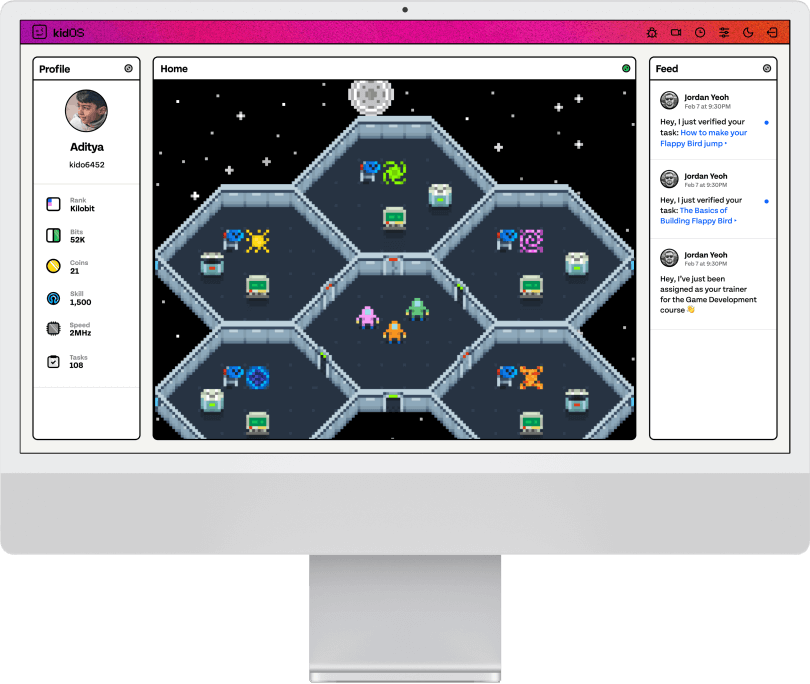 kidOS
Profile
Aditya
kido6452
Rank
Kilobit
Bits
52K
Coins
21
Skill
1,500
Speed
2MHz
Tasks
108
Home
Feed
Jordan Yeoh
Feb 7 at 9:30PM
Hey, I just verified your
task: How to make your
Flappy Bird jump
Jordan Yeoh
Feb 7 at 9:30PM
Hey, I just verified your
task: The Basics of
Building Flappy Bird
Jordan Yeoh
Feb 7 at 9:30PM
Hey, I've just been
assigned as your trainer
for the Game Development
course 👋